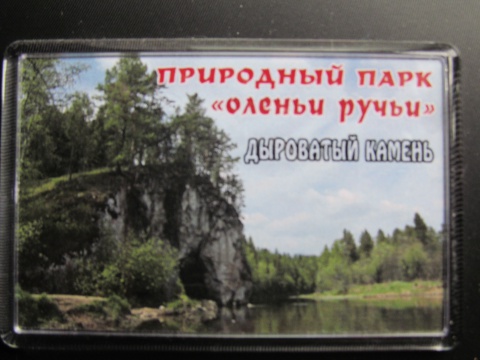 ПРИРОДНЫЙ ПАРК
«ОЛЕНЬИ РУЧЬИ»
ДЫРОВАТЫЙ КАМЕНЬ